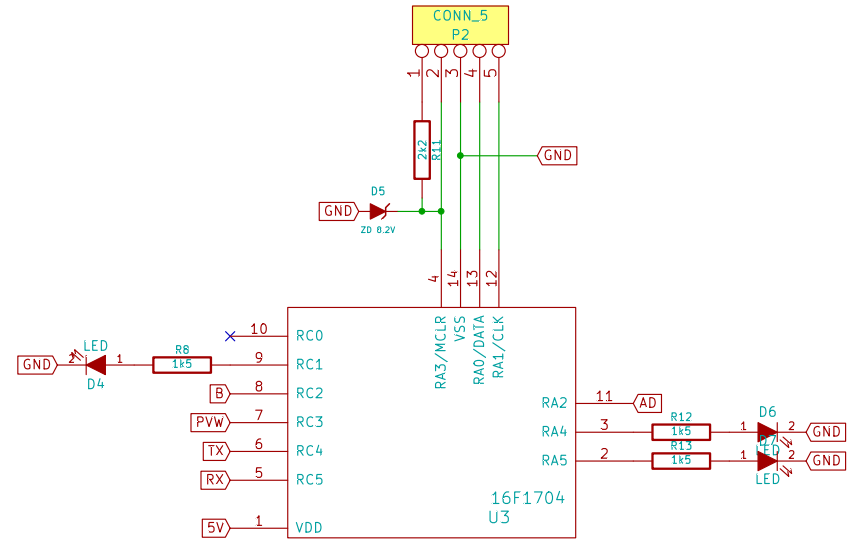 CONN_5
P2
1 2 3 4 5
2k2 R11
GND
D5
GND
ZD 8.2V
4 14 13 12
RA3/MCLR VSS RA0/DATA RA1/CLK
10 RC0
LED R8
GND 2 1 1k5 9 RC1
D4
B 8 RC2
PVW 7 RC3
TX 6 RC4
RX 5 RC5
5V 1 VDD
RA2 11 AD
R12 D6
RA4 3 1k5 1 2 GND
R13 D7
LED
RA5 2 1k5 1 2 GND
LED
16F1704
U3